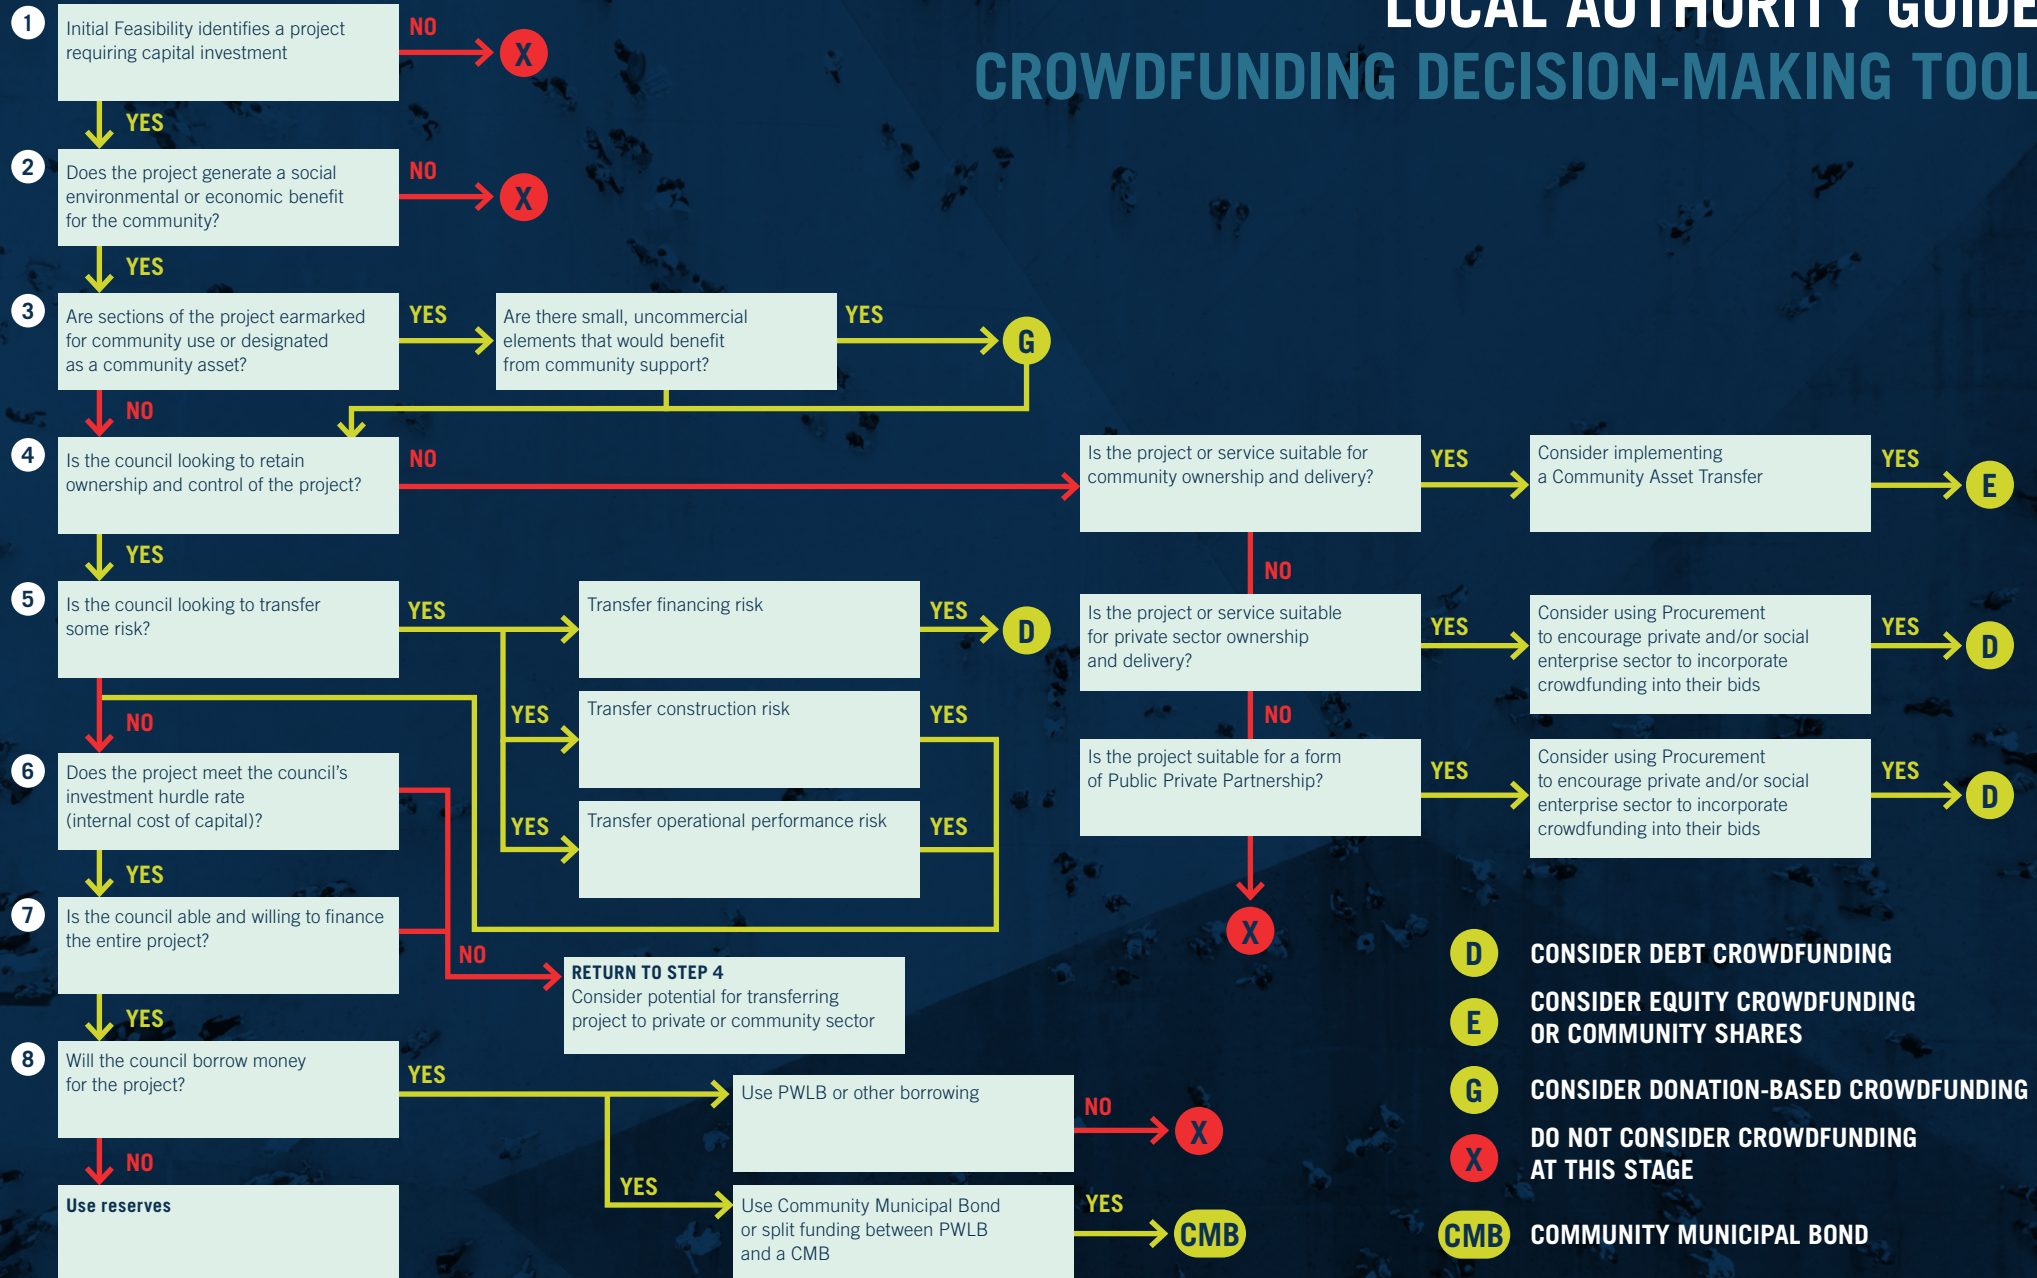 LOCAL AUTHORITY GUIDE
CROWDFUNDING DECISION-MAKING TOOL
1
Initial Feasibility identifies a project
requiring capital investment
NO
X
YES
2
Does the project generate a social
environmental or economic benefit
for the community?
NO
X
YES
3
Are sections of the project earmarked
for community use or designated
as a community asset?
YES
Are there small, uncommercial
elements that would benefit
from community support?
YES
G
NO
4
Is the council looking to retain
ownership and control of the project?
NO
Is the project or service suitable for
community ownership and delivery?
YES
Consider implementing
a Community Asset Transfer
YES
E
YES
NO
5
Is the council looking to transfer
some risk?
YES
Transfer financing risk
YES
D
Is the project or service suitable
for private sector ownership
and delivery?
YES
Consider using Procurement
to encourage private and/or social
enterprise sector to incorporate
crowdfunding into their bids
YES
D
NO
YES
Transfer construction risk
YES
NO
6
Does the project meet the council's
investment hurdle rate
(internal cost of capital)?
YES
Transfer operational performance risk
YES
Is the project suitable for a form
of Public Private Partnership?
YES
Consider using Procurement
to encourage private and/or social
enterprise sector to incorporate
crowdfunding into their bids
YES
D
X
YES
7
Is the council able and willing to finance
the entire project?
NO
RETURN TO STEP 4
Consider potential for transferring
project to private or community sector
YES
8
Will the council borrow money
for the project?
YES
Use PWLB or other borrowing
NO
X
NO
Use reserves
YES
Use Community Municipal Bond
or split funding between PWLB
and a CMB
YES
CMB
D
CONSIDER DEBT CROWDFUNDING
E
CONSIDER EQUITY CROWDFUNDING
OR COMMUNITY SHARES
G
CONSIDER DONATION-BASED CROWDFUNDING
X
DO NOT CONSIDER CROWDFUNDING
AT THIS STAGE
CMB
COMMUNITY MUNICIPAL BOND